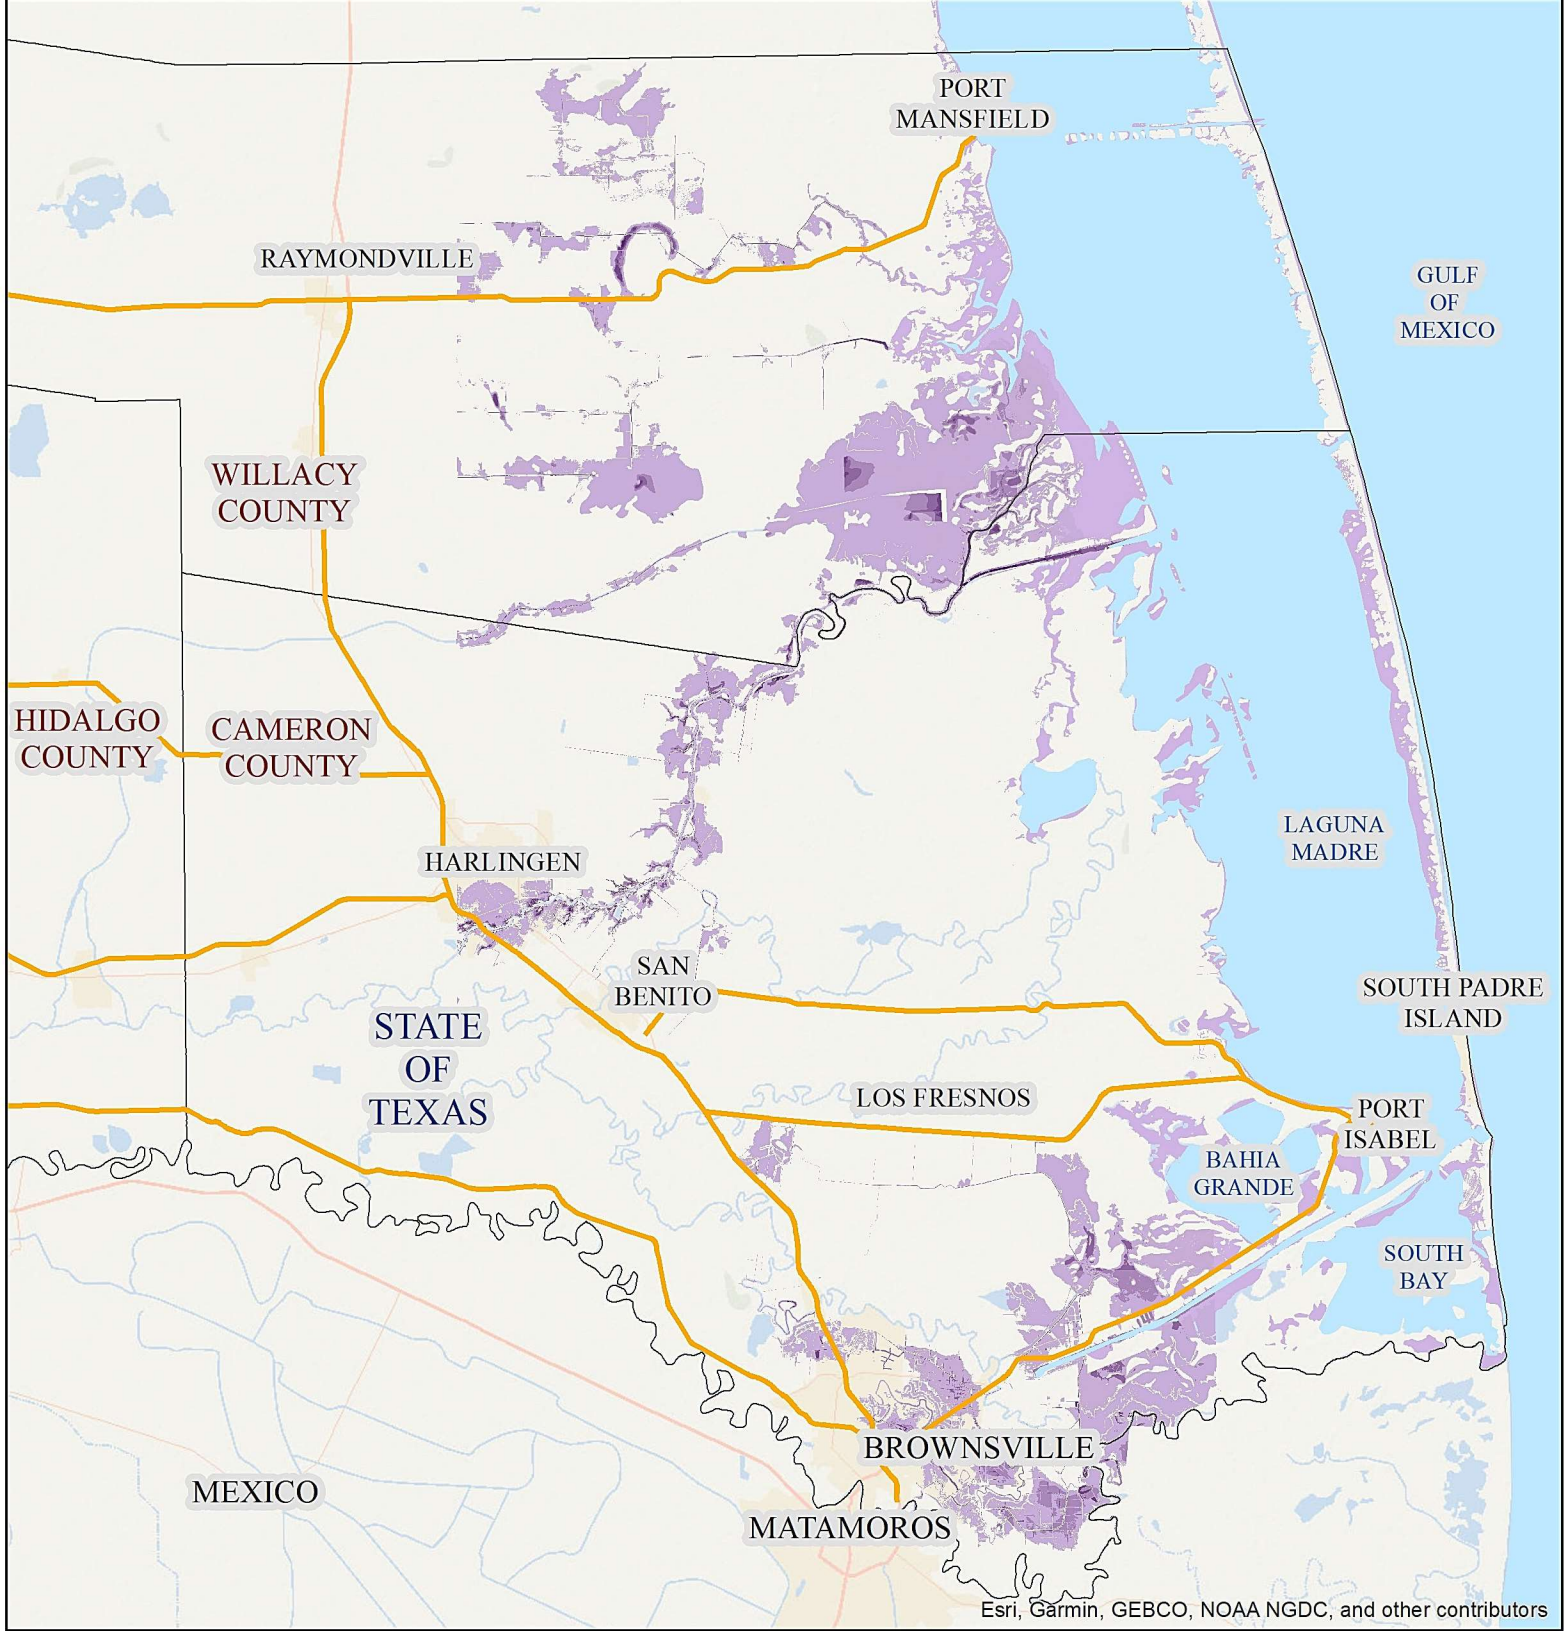 PORT
MANSFIELD
RAYMONDVILLE
GULF
OF
MEXICO
WILLACY
COUNTY
HIDALGO
COUNTY
CAMERON
COUNTY
LAGUNA
MADRE
HARLINGEN
SAN
BENITO
SOUTH PADRE
ISLAND
STATE
OF
TEXAS
LOS FRESNOS
PORT
ISABEL
BAHIA
GRANDE
SOUTH
BAY
BROWNSVILLE
MEXICO
MATAMOROS
Esri, Garmin, GEBCO, NOAA NGDC, and other contributors